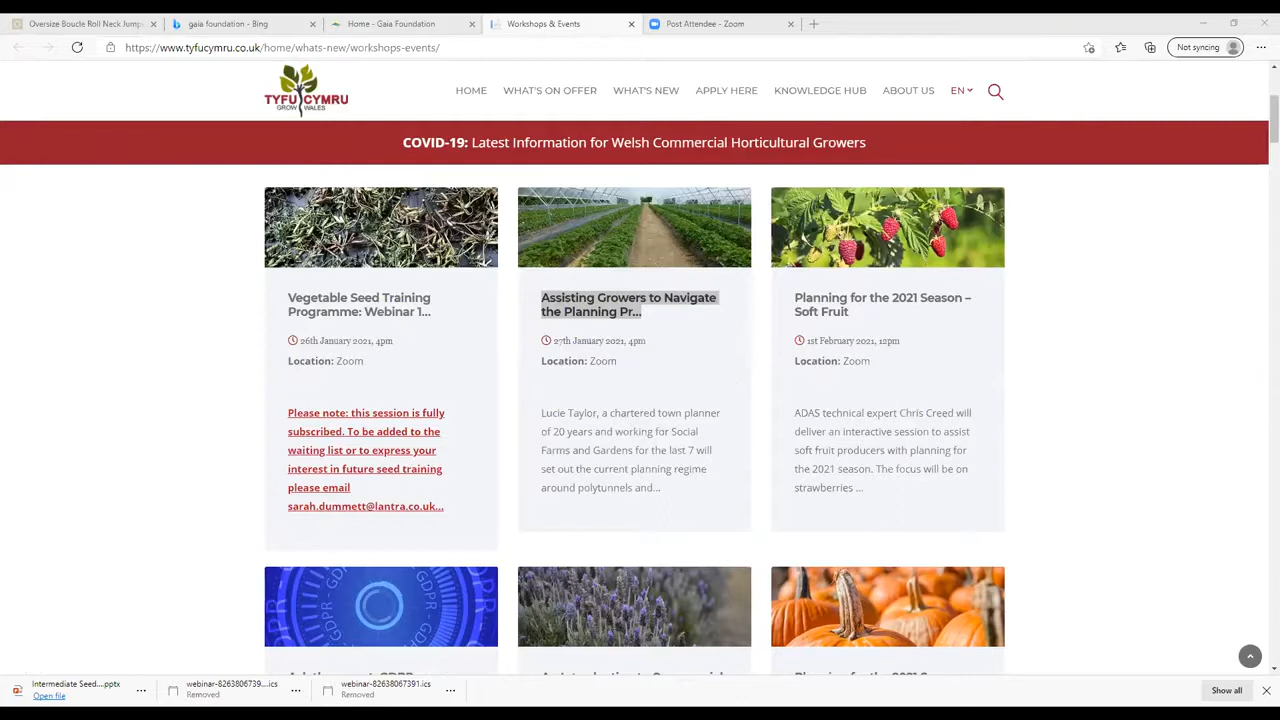 Oversize Boucle Roll Neck Jump
gaia foundation - Bing
Home - Gaia Foundation
Workshops & Events
Post Attendee - Zoom
https://www.tyfucymru.co.uk/home/whats-new/workshops-events/
Not syncing
TYFU CYMRU
GROW WALES
HOME
WHAT'S ON OFFER
WHAT'S NEW
APPLY HERE
KNOWLEDGE HUB
ABOUT US
EN
COVID-19: Latest Information for Welsh Commercial Horticultural Growers
Vegetable Seed Training
Programme: Webinar 1...
26th January 2021, 4pm
Location: Zoom
Please note: this session is fully
subscribed. To be added to the
waiting list or to express your
interest in future seed training
please email
sarah.dummett@lantra.co.uk...
Assisting Growers to Navigate
the Planning Pr...
27th January 2021, 4pm
Location: Zoom
Lucie Taylor, a chartered town planner
of 20 years and working for Social
Farms and Gardens for the last 7 will
set out the current planning regime
around polytunnels and...
Planning for the 2021 Season –
Soft Fruit
1st February 2021, 12pm
Location: Zoom
ADAS technical expert Chris Creed will
deliver an interactive session to assist
soft fruit producers with planning for
the 2021 season. The focus will be on
strawberries ...
GDPR
Intermediate Seed....pptx
Open file
webinar-8263806739....ics
Removed
webinar-82638067391.ics
Removed
Show all